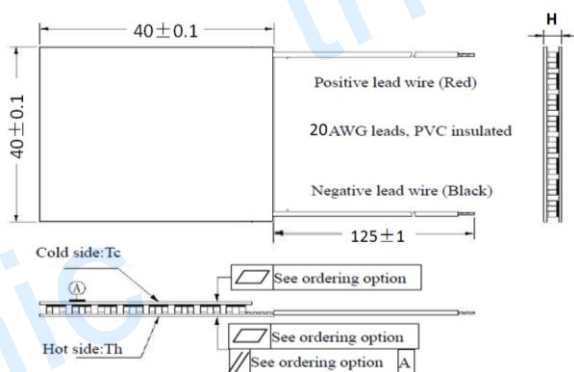 40±0.1
H
Positive lead wire (Red)
40±0.1
20AWG leads, PVC insulated
Negative lead wire (Black)
125±1
Cold side:Tc
See ordering option
A
See ordering option
Hot side:Th
See ordering option A